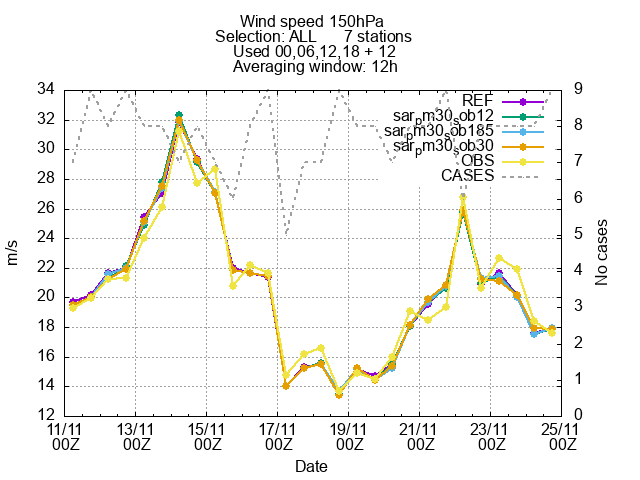 Wind speed 150hPa
Selection: ALL 7 stations
Used 00,06,12,18 + 12
Averaging window: 12h
REF
sar_pm30_sob12
sar_pm30_sob185
sar_pm30_sob30
OBS
CASES
m/s
34
32
30
28
26
24
22
20
18
16
14
12
No cases
9
8
7
6
5
4
3
2
1
0
11/11 13/11 15/11 17/11 19/11 21/11 23/11 25/11
00Z 00Z 00Z 00Z 00Z 00Z 00Z 00Z
Date